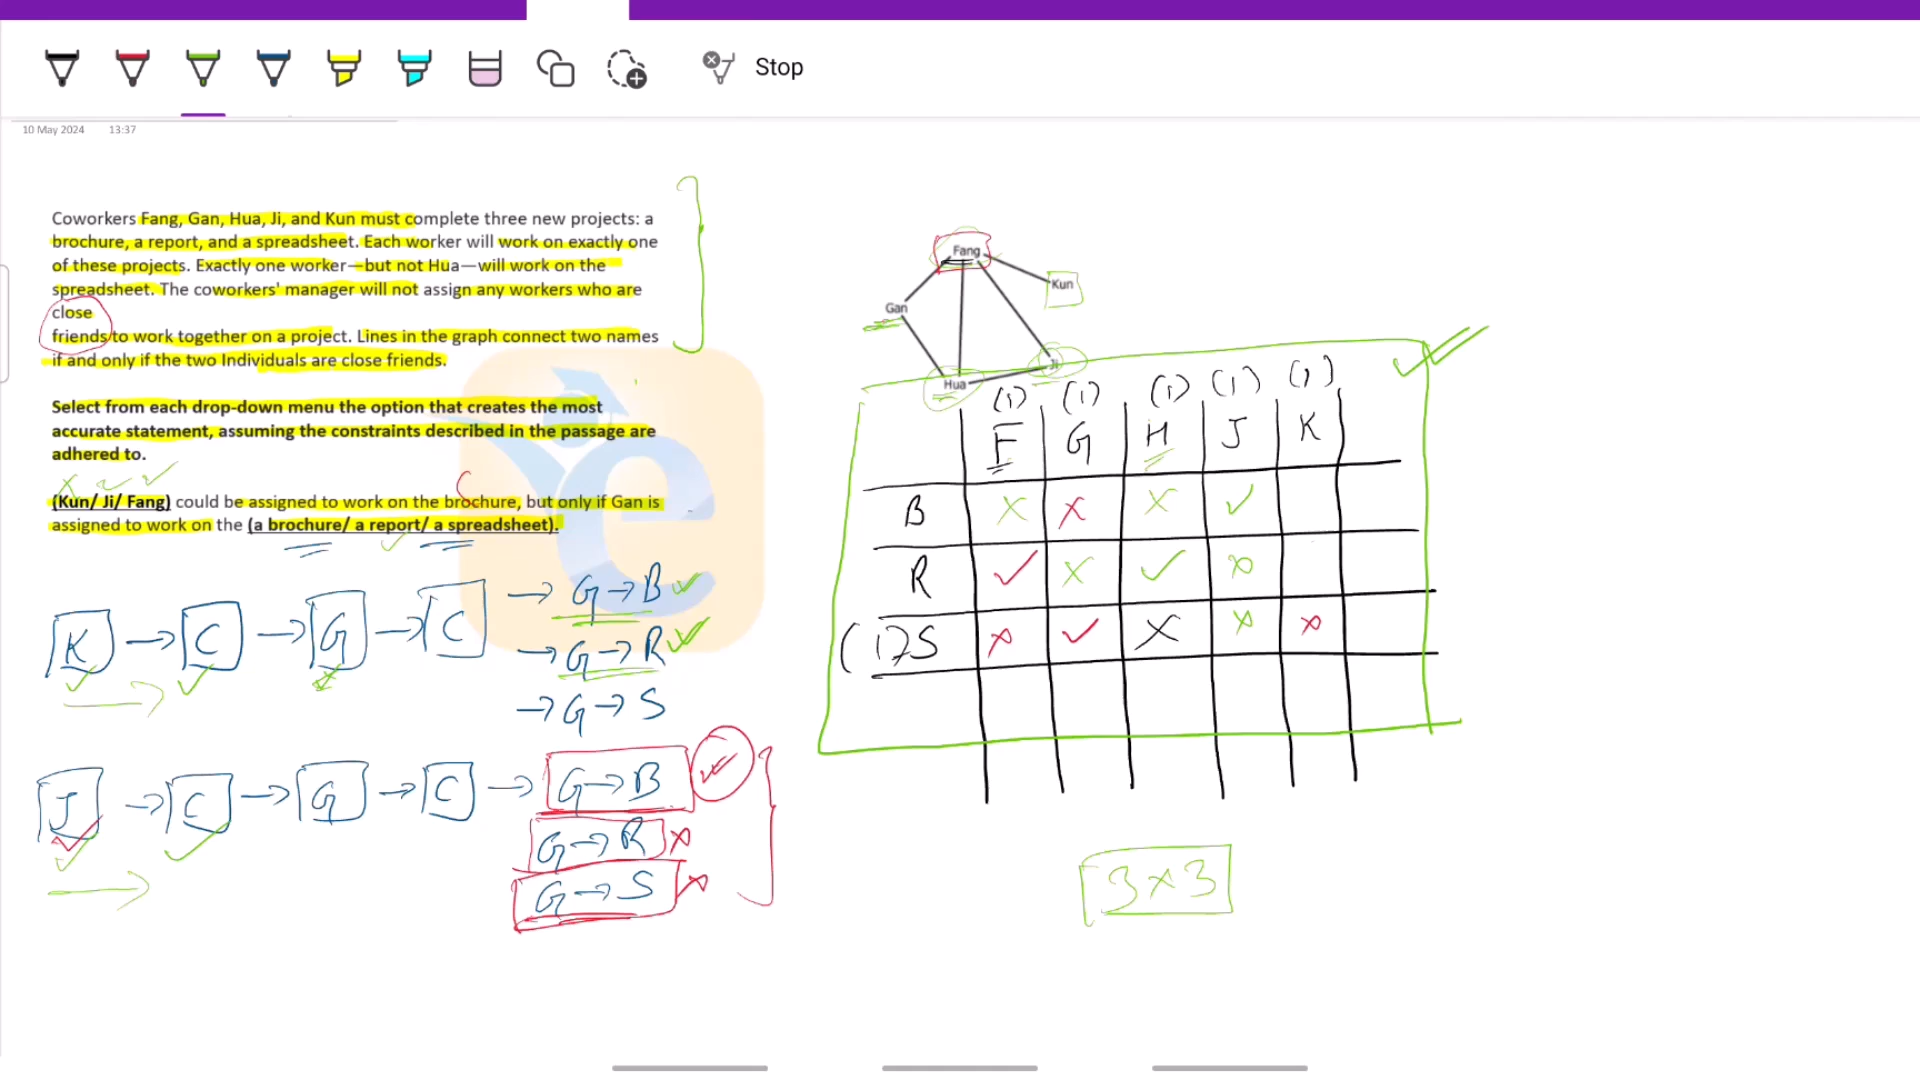 Stop
10 May 2024 13:37
Coworkers Fang, Gan, Hua, Ji, and Kun must complete three new projects: a
brochure, a report, and a spreadsheet. Each worker will work on exactly one
of these projects. Exactly one worker—but not Hua—will work on the
spreadsheet. The coworkers' manager will not assign any workers who are
close
friends to work together on a project. Lines in the graph connect two names
if and only if the two Individuals are close friends.
Select from each drop-down menu the option that creates the most
accurate statement, assuming the constraints described in the passage are
adhered to.
(Kun/ Ji/ Fang) could be assigned to work on the brochure, but only if Gan is
assigned to work on the (a brochure/ a report/ a spreadsheet).
K → C → G → C → G → B
→ G → R
→ G → S
J → C → G → C → G → B
G → R
G → S
Fang
Kun
Gan
Ji
Hua
(1) (1) (1) (1) (1)
F G H J K
B x x x ✓
R ✓ x ✓ x
(1) S x ✓ x x x
3 x 3